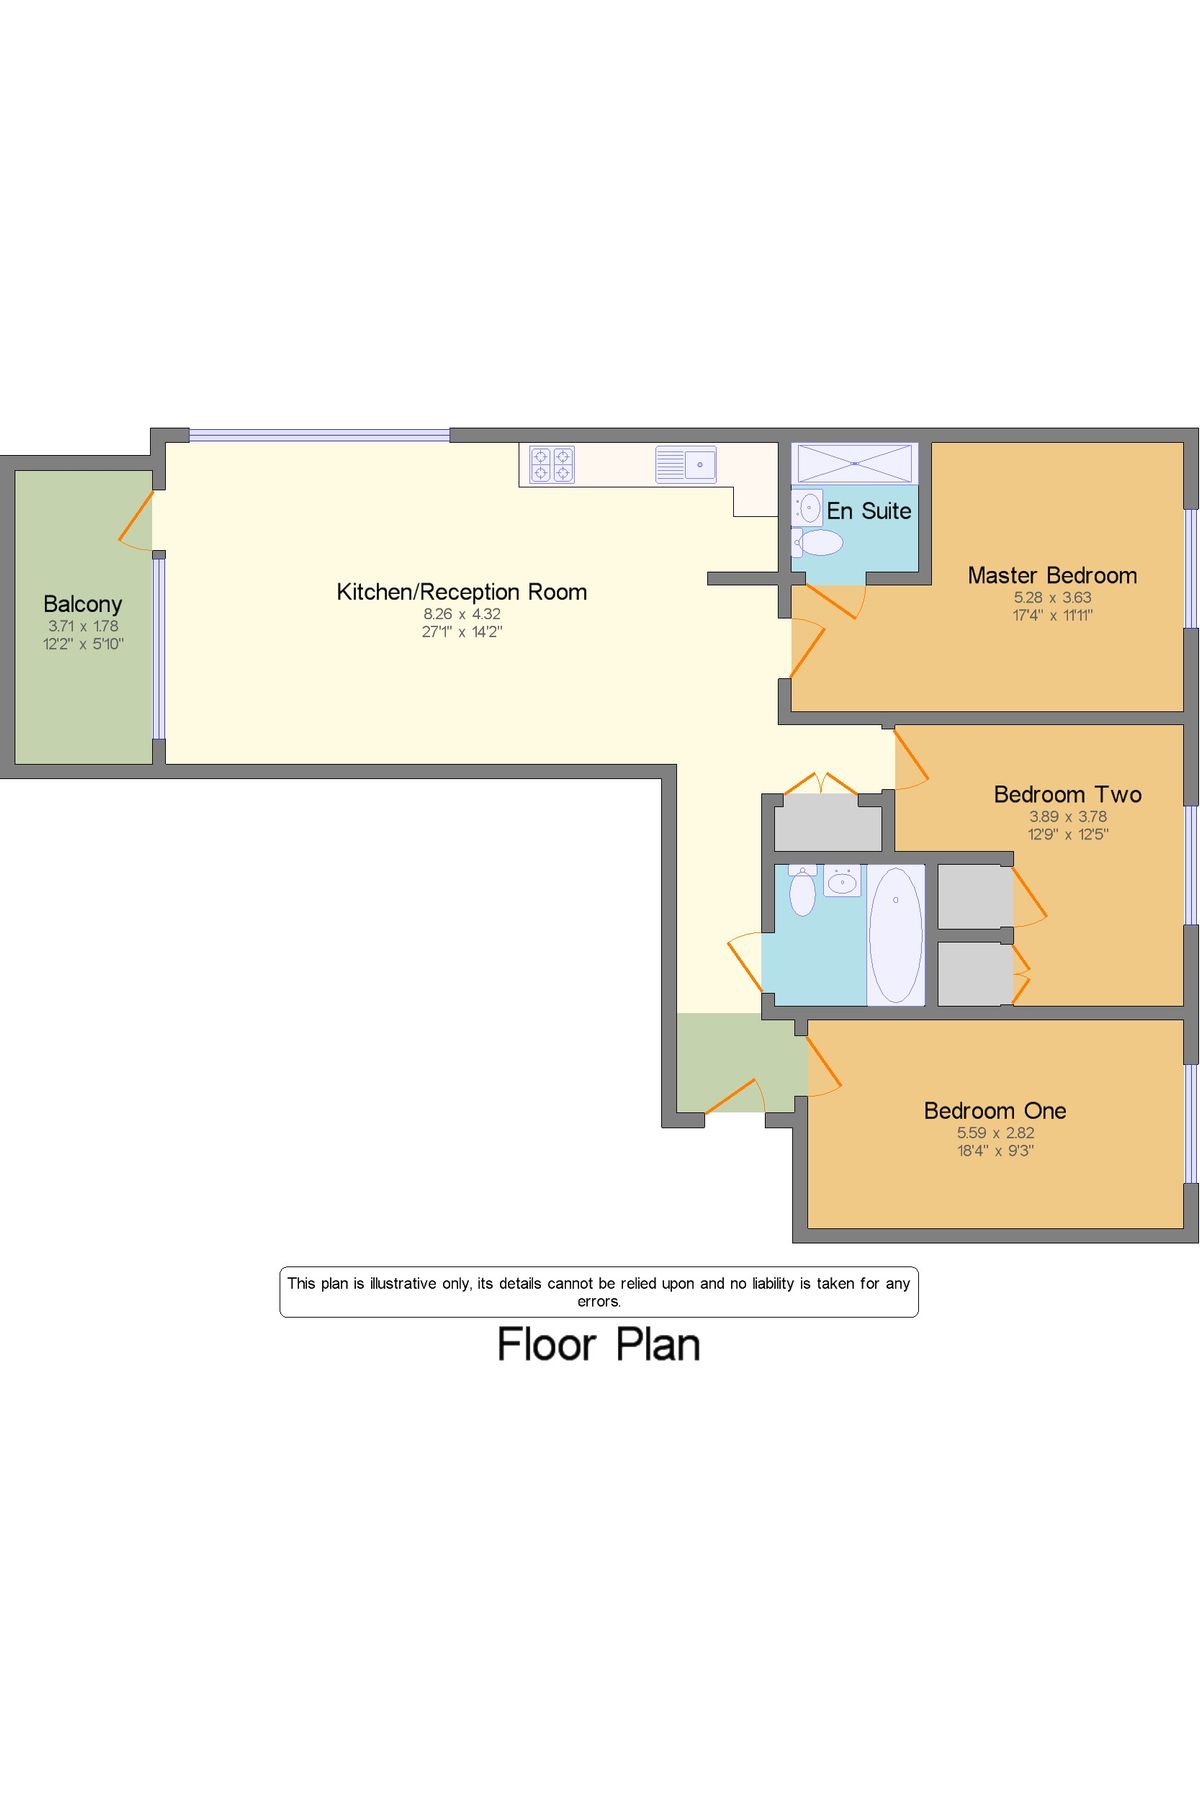 En Suite
Master Bedroom
5.28 x 3.63
17'4" x 11'11"
Kitchen/Reception Room
8.26 x 4.32
27'1" x 14'2"
Balcony
3.71 x 1.78
12'2" x 5'10"
Bedroom Two
3.89 x 3.78
12'9" x 12'5"
Bedroom One
5.59 x 2.82
18'4" x 9'3"
This plan is illustrative only, its details cannot be relied upon and no liability is taken for any
errors.
Floor Plan